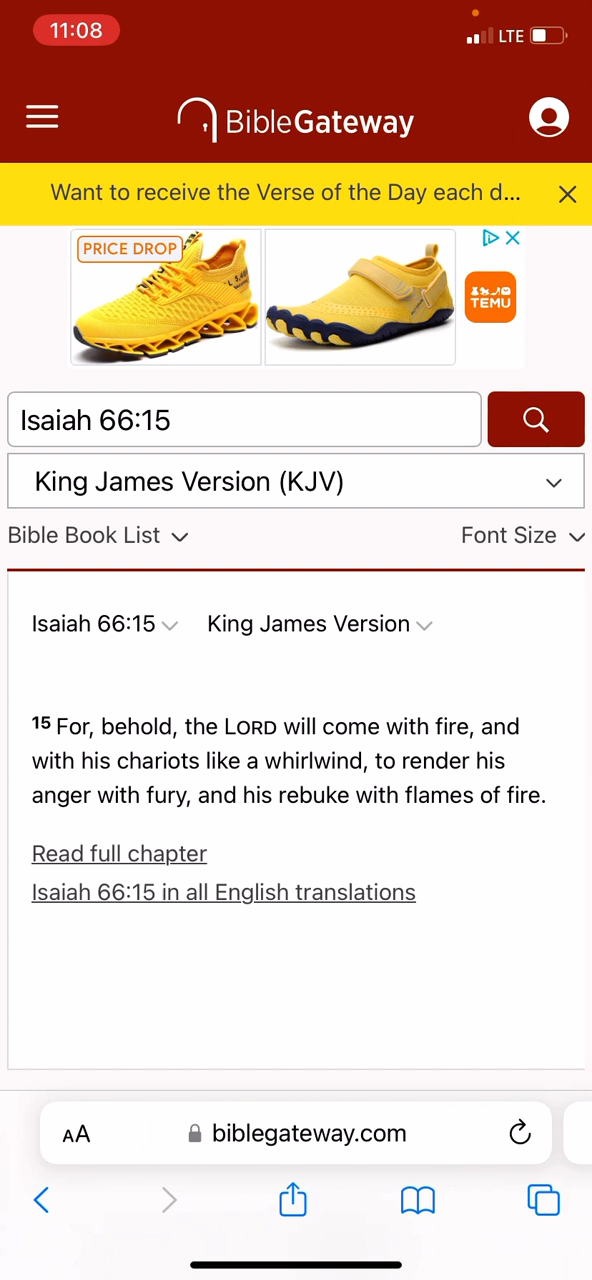 11:08
LTE
BibleGateway
Want to receive the Verse of the Day each d...
PRICE DROP
TEMU
Isaiah 66:15
King James Version (KJV)
Bible Book List
Font Size
Isaiah 66:15 King James Version
15 For, behold, the LORD will come with fire, and
with his chariots like a whirlwind, to render his
anger with fury, and his rebuke with flames of fire.
Read full chapter
Isaiah 66:15 in all English translations
AA
biblegateway.com